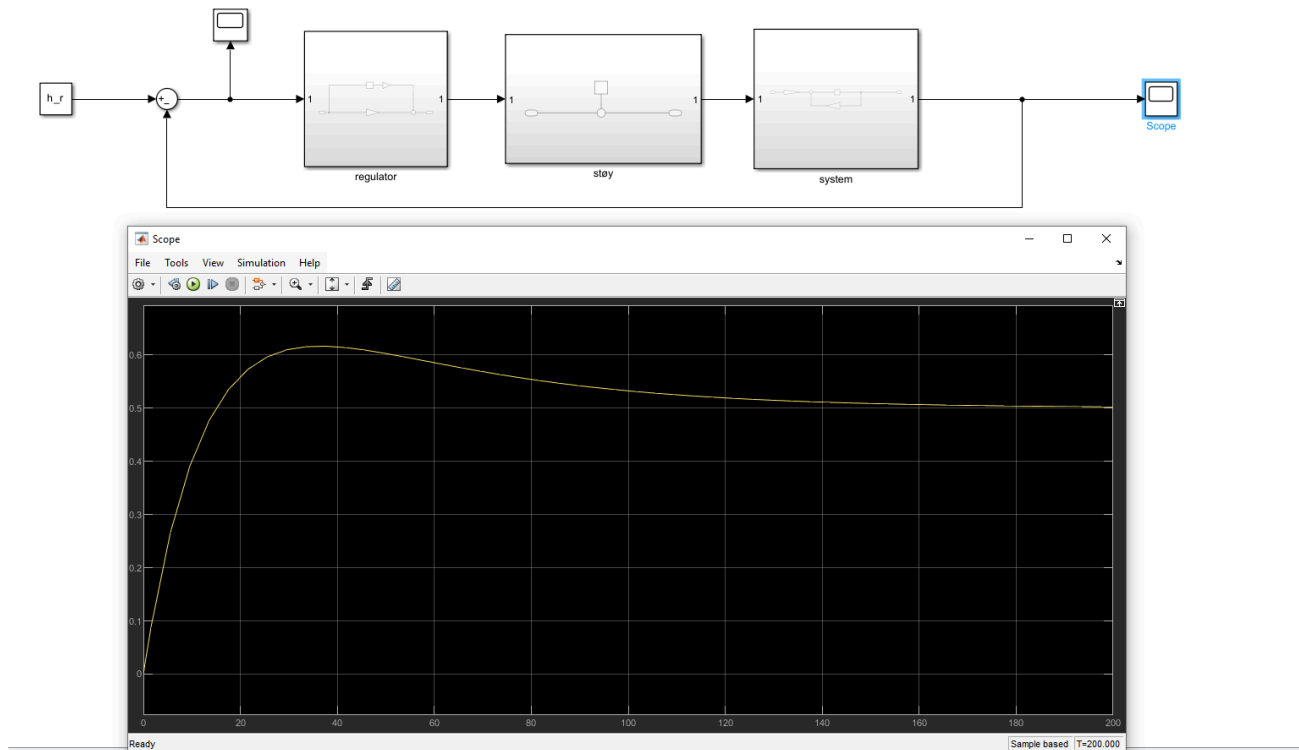 h_r
+
-
1
1
1
1
1
1
regulator
støy
system
Scope
Scope
File Tools View Simulation Help
0.6
0.5
0.4
0.3
0.2
0.1
0
0 20 40 60 80 100 120 140 160 180 200
Ready Sample based T=200.000